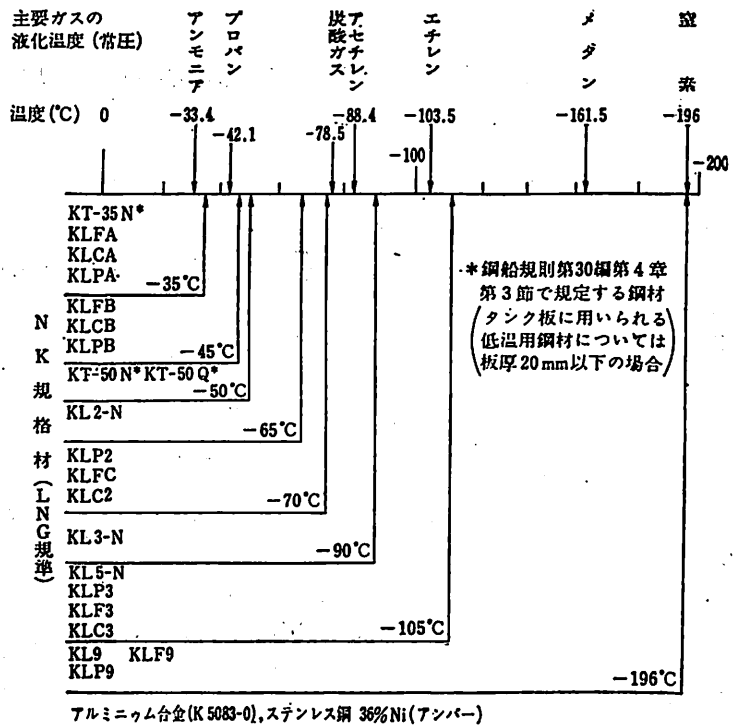 主要ガスの
液化温度(常圧)
アンモニア
プロパン
炭酸ガス
アセチレン
エチレン
メタン
窒素
温度(℃) 0 -33.4 -42.1 -78.5 -88.4 -100 -103.5 -161.5 -196 -200
NK規格材(LNG規準)
KT-35N*
KLFA
KLCA
KLPA
-35℃
KLFB
KLCB
KLPB
-45℃
KT-50N* KT-50Q*
-50℃
KL2-N
-65℃
KLP2
KLFC
KLC2
-70℃
KL3-N
-90℃
KL5-N
KLP3
KLF3
KLC3
-105℃
KL9 KLF9
KLP9
-196℃
*鋼船規則第30編第4章
第3節で規定する鋼材
(タンク板に用いられる
低温用鋼材については
板厚20mm以下の場合)
アルミニゥム合金(K5083-0),ステンレス鋼 36%Ni(アンバー)